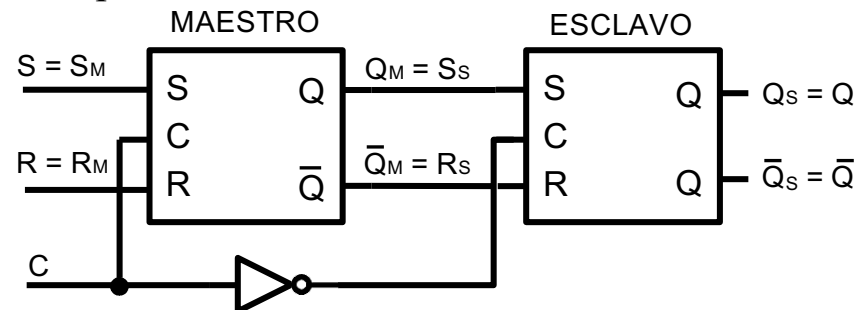 MAESTRO ESCLAVO
S = SM QM = SS
S Q S Q QS = Q
C C
R = RM Q̅M = RS
R Q̅ R Q Q̅S = Q̅
C